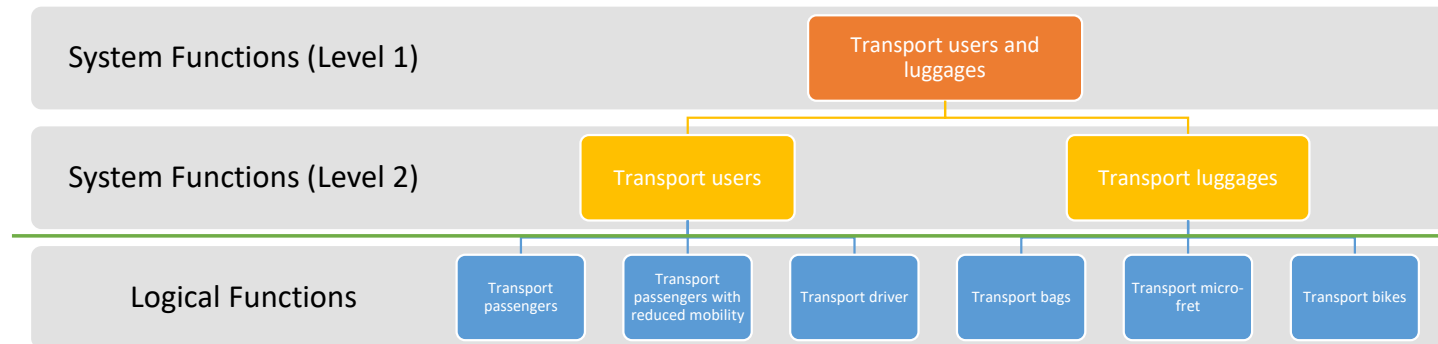 System Functions (Level 1)
Transport users and
luggages
System Functions (Level 2)
Transport users
Transport luggages
Logical Functions
Transport
passengers
Transport
passengers with
reduced mobility
Transport driver
Transport bags
Transport micro-
fret
Transport bikes